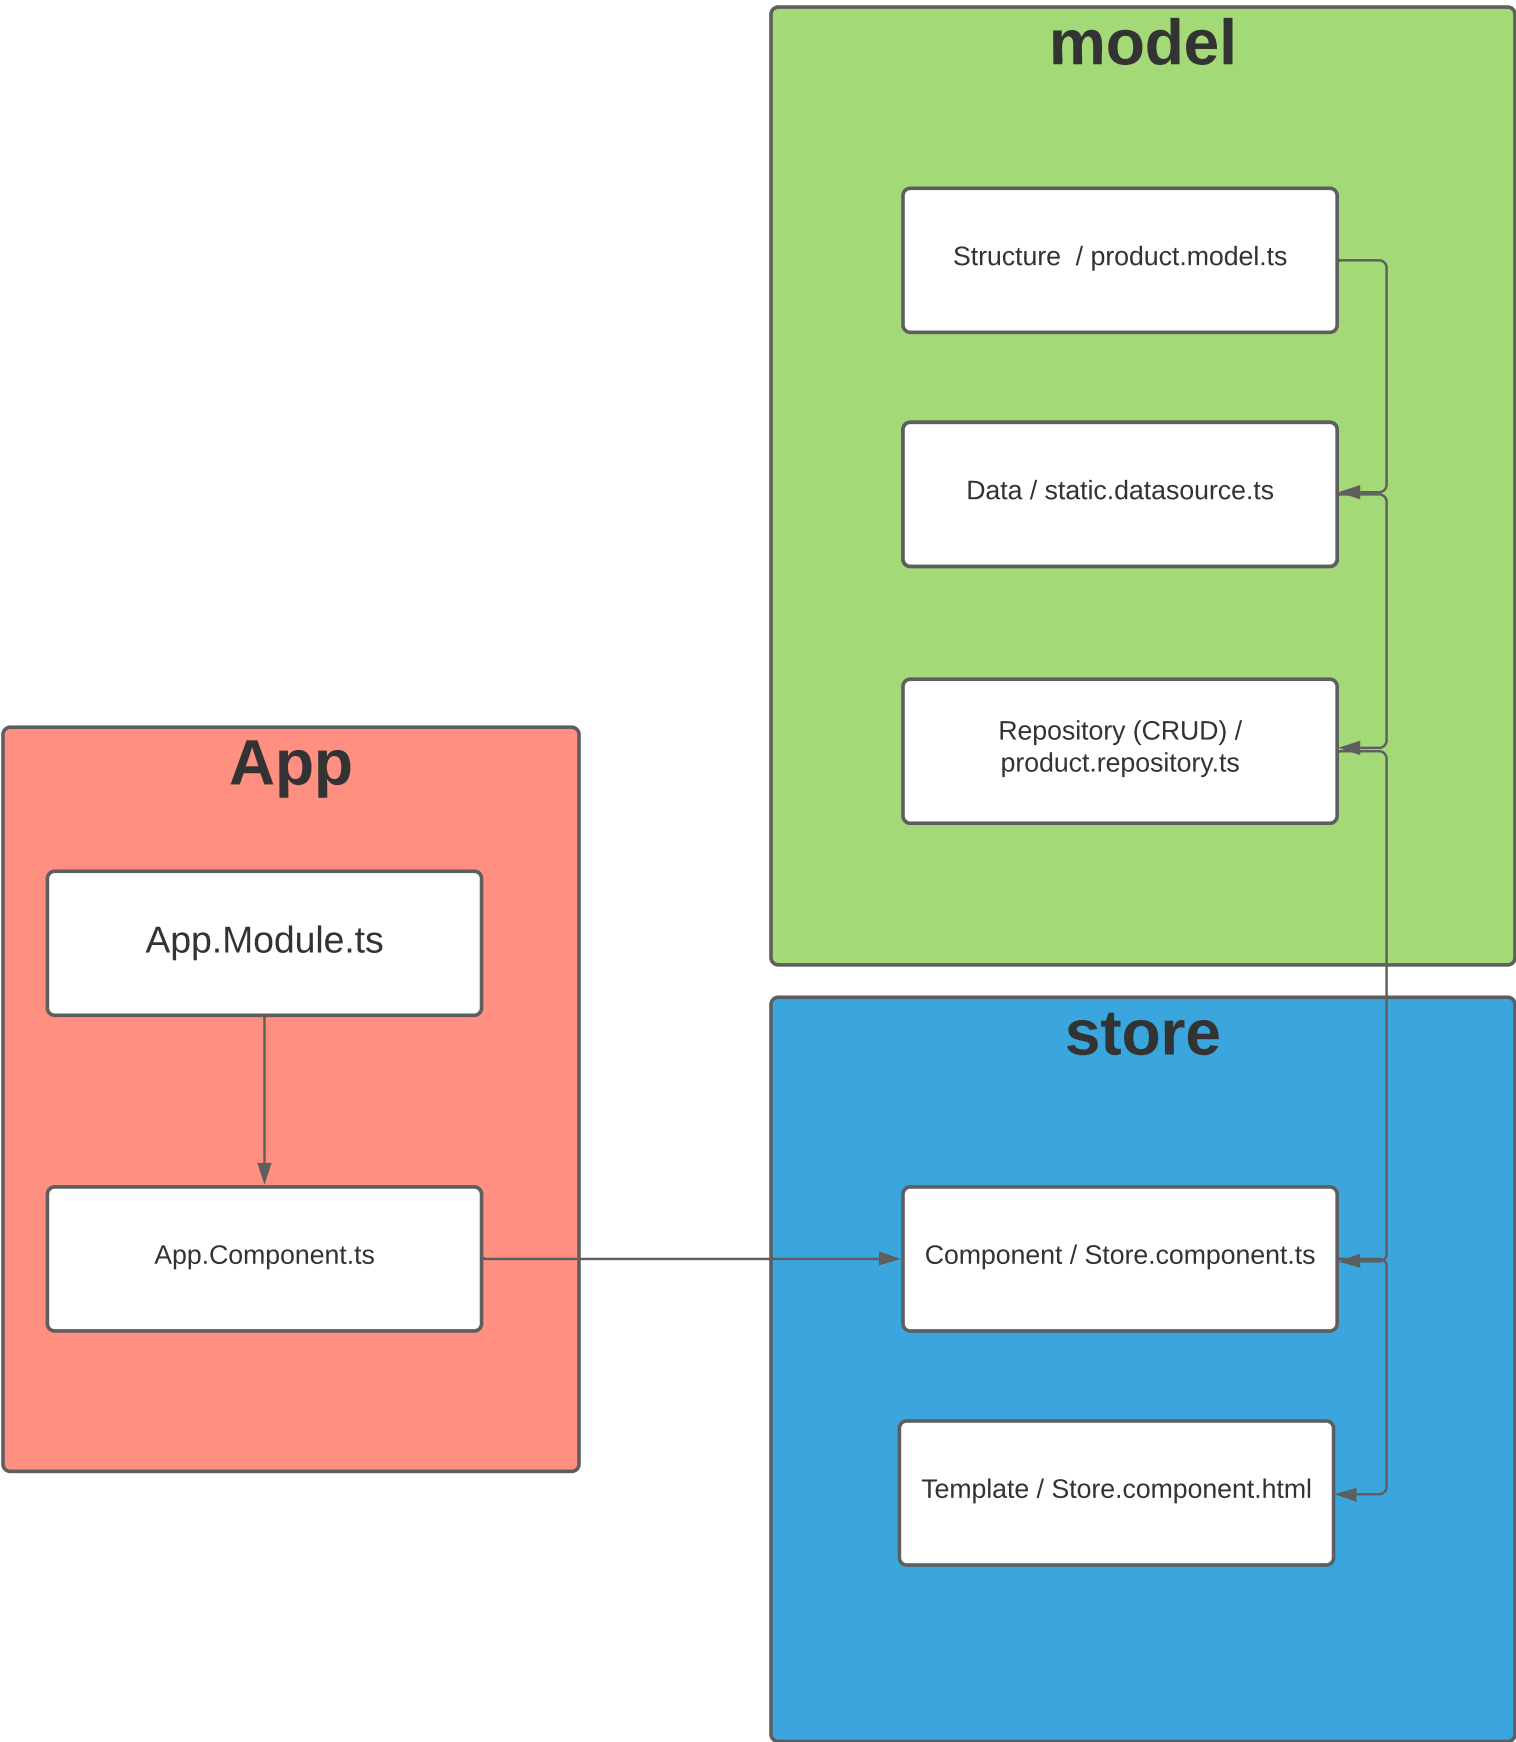 model
Structure  / product.model.ts
Data / static.datasource.ts
Repository (CRUD) /
product.repository.ts
App
App.Module.ts
App.Component.ts
store
Component / Store.component.ts
Template / Store.component.html